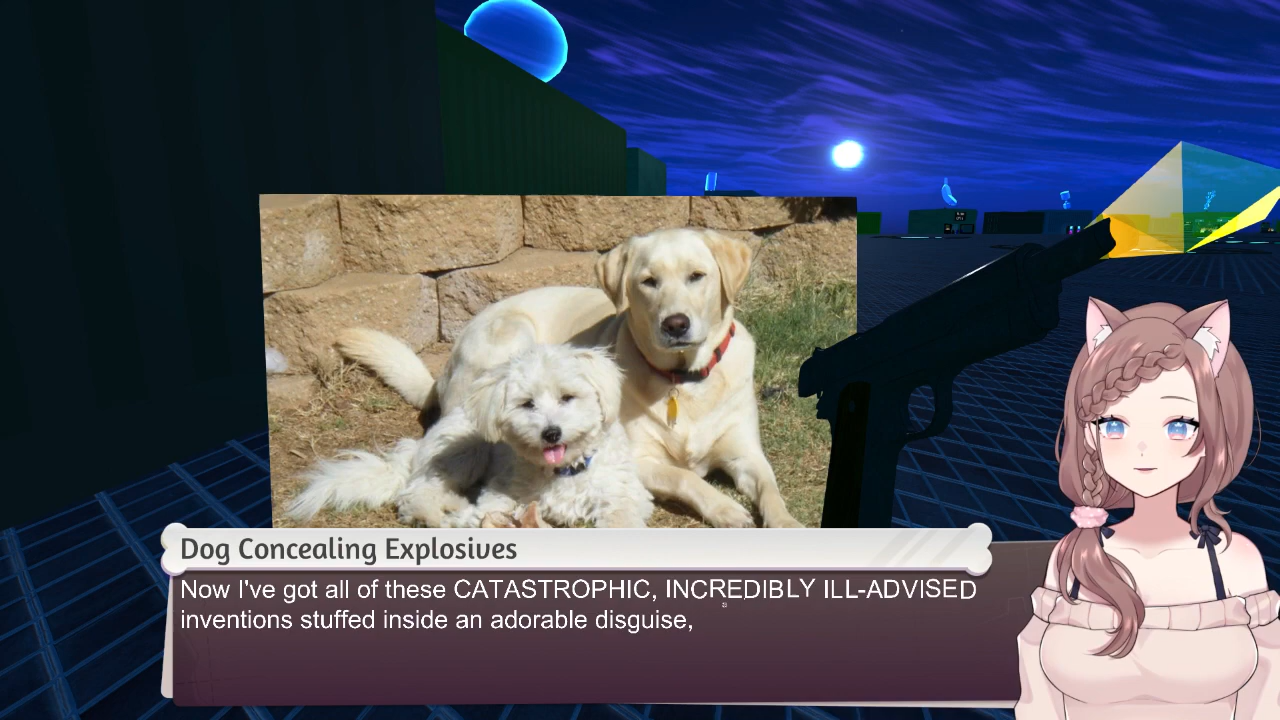 Dog Concealing Explosives
Now I've got all of these CATASTROPHIC, INCREDIBLY ILL-ADVISED
inventions stuffed inside an adorable disguise,